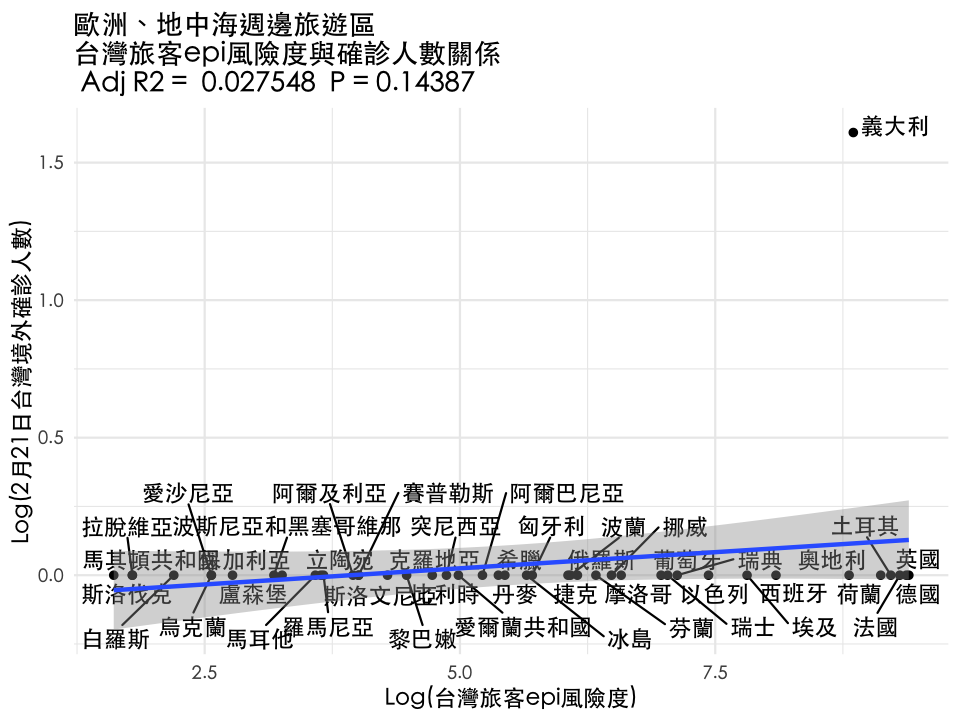 歐洲、地中海週邊旅遊區
台灣旅客epi風險度與確診人數關係
Adj R2 = 0.027548 P = 0.14387
義大利
1.5
1.0
0.5
0.0
Log(2月21日台灣境外確診人數)
愛沙尼亞 阿爾及利亞 賽普勒斯 阿爾巴尼亞
拉脫維亞 波斯尼亞和黑塞哥維那 突尼西亞 匈牙利 波蘭 挪威 土耳其
馬其頓共和國 保加利亞 立陶宛 克羅地亞 希臘 俄羅斯 葡萄牙 瑞典 奧地利 英國
斯洛伐克 盧森堡 斯洛文尼亞 比利時 丹麥 捷克 摩洛哥 以色列 西班牙 荷蘭 德國
白羅斯 烏克蘭 馬耳他 羅馬尼亞 黎巴嫩 愛爾蘭共和國 冰島 芬蘭 瑞士 埃及 法國
2.5 5.0 7.5
Log(台灣旅客epi風險度)